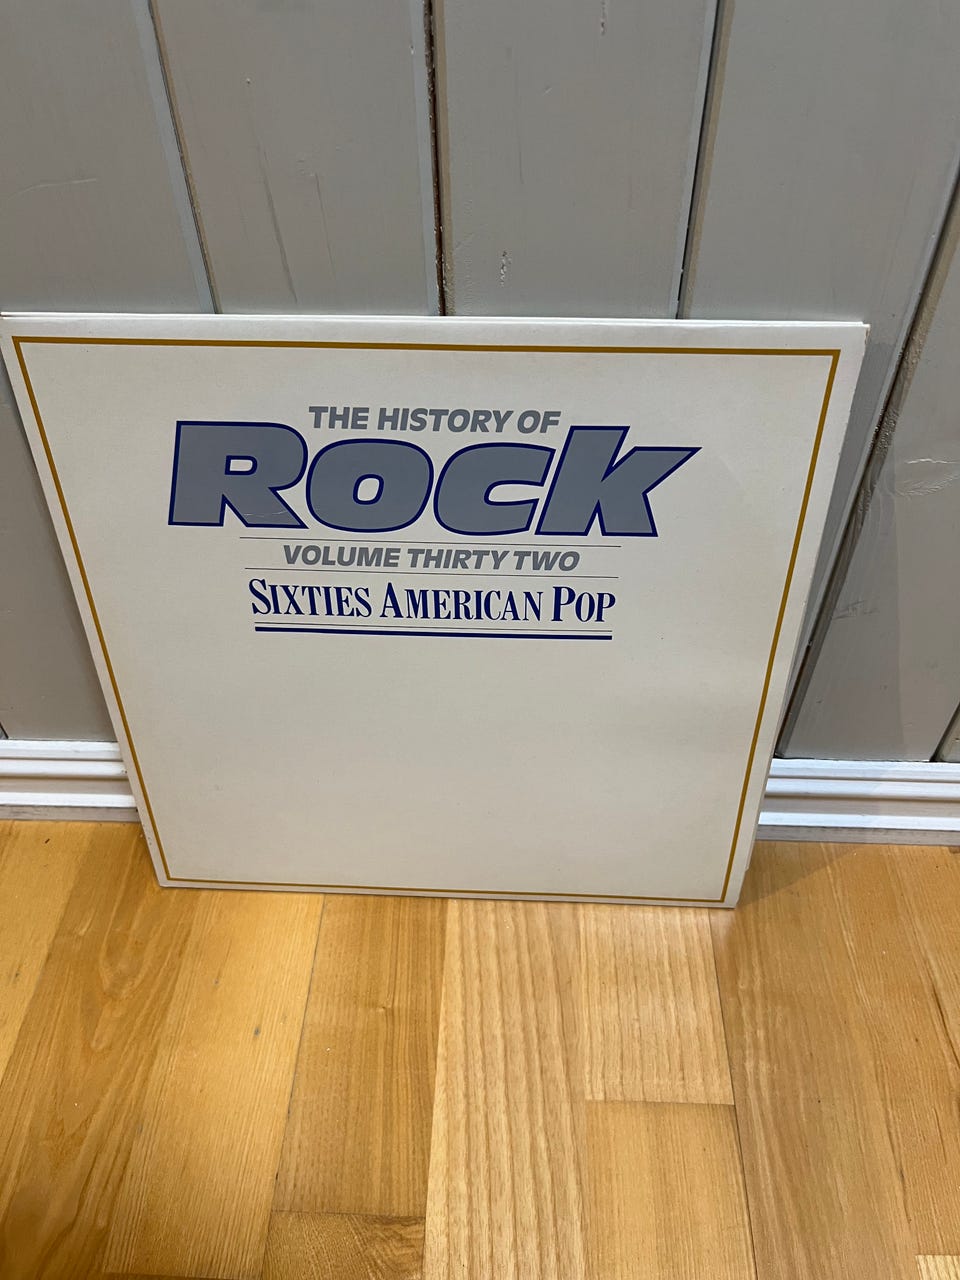 THE HISTORY OF
ROCK
VOLUME THIRTY TWO
SIXTIES AMERICAN POP